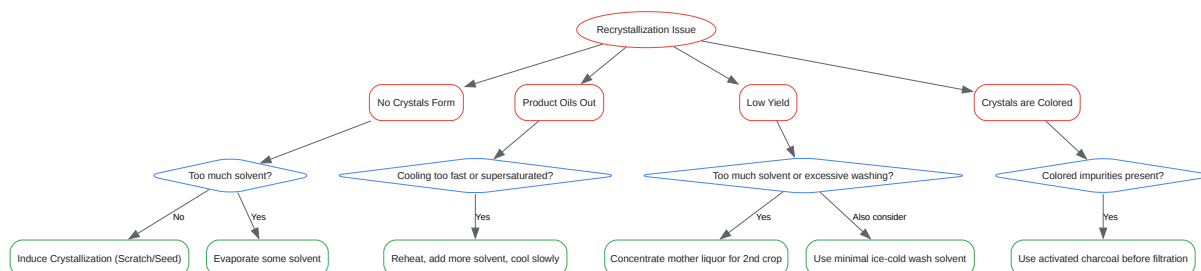 Recrystallization Issue
No Crystals Form
Product Oils Out
Low Yield
Crystals are Colored
Too much solvent?
Cooling too fast or supersaturated?
Too much solvent or excessive washing?
Colored impurities present?
No
Yes
Yes
Yes
Also consider
Yes
Induce Crystallization (Scratch/Seed)
Evaporate some solvent
Reheat, add more solvent, cool slowly
Concentrate mother liquor for 2nd crop
Use minimal ice-cold wash solvent
Use activated charcoal before filtration